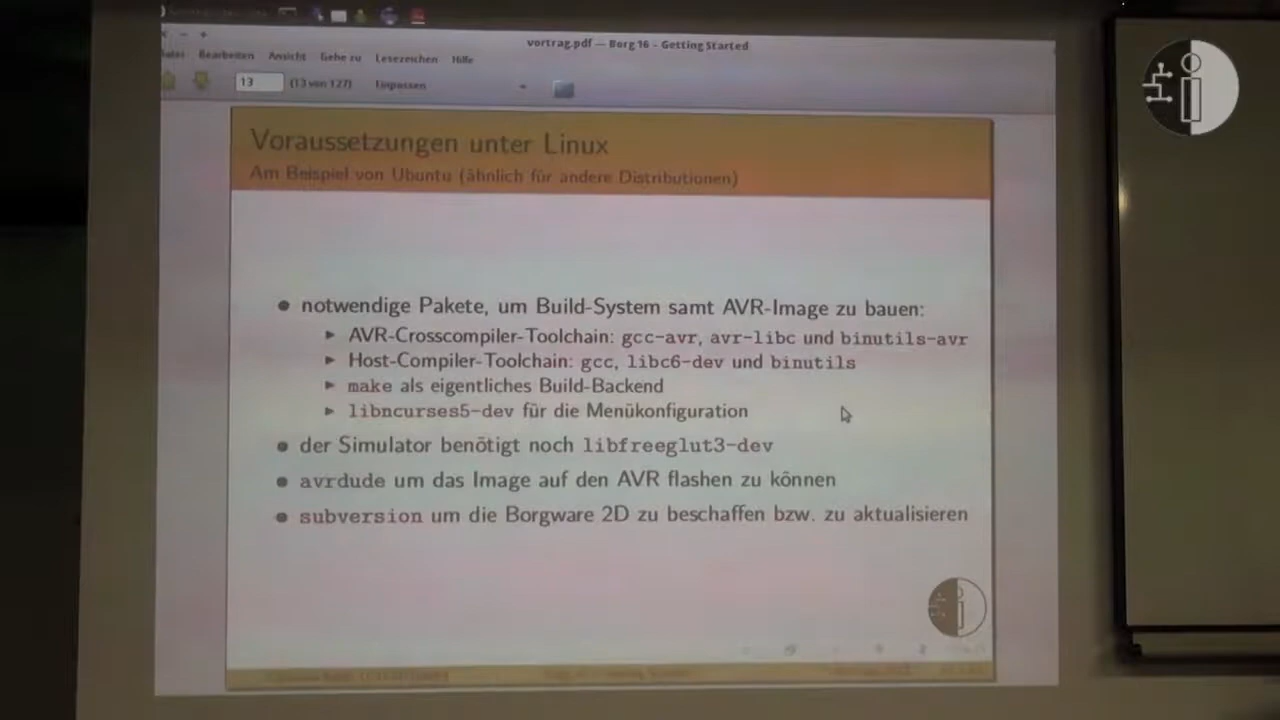 vortrag.pdf — Borg 16 - Getting Started
Bearbeiten Ansicht Gehe zu Lesezeichen Hilfe
13 (13 von 127) Einpassen
Voraussetzungen unter Linux
Am Beispiel von Ubuntu (ähnlich für andere Distributionen)
notwendige Pakete, um Build-System samt AVR-Image zu bauen:
AVR-Crosscompiler-Toolchain: gcc-avr, avr-libc und binutils-avr
Host-Compiler-Toolchain: gcc, libc6-dev und binutils
make als eigentliches Build-Backend
libncurses5-dev für die Menükonfiguration
der Simulator benötigt noch libfreeglut3-dev
avrdude um das Image auf den AVR flashen zu können
subversion um die Borgware 2D zu beschaffen bzw. zu aktualisieren